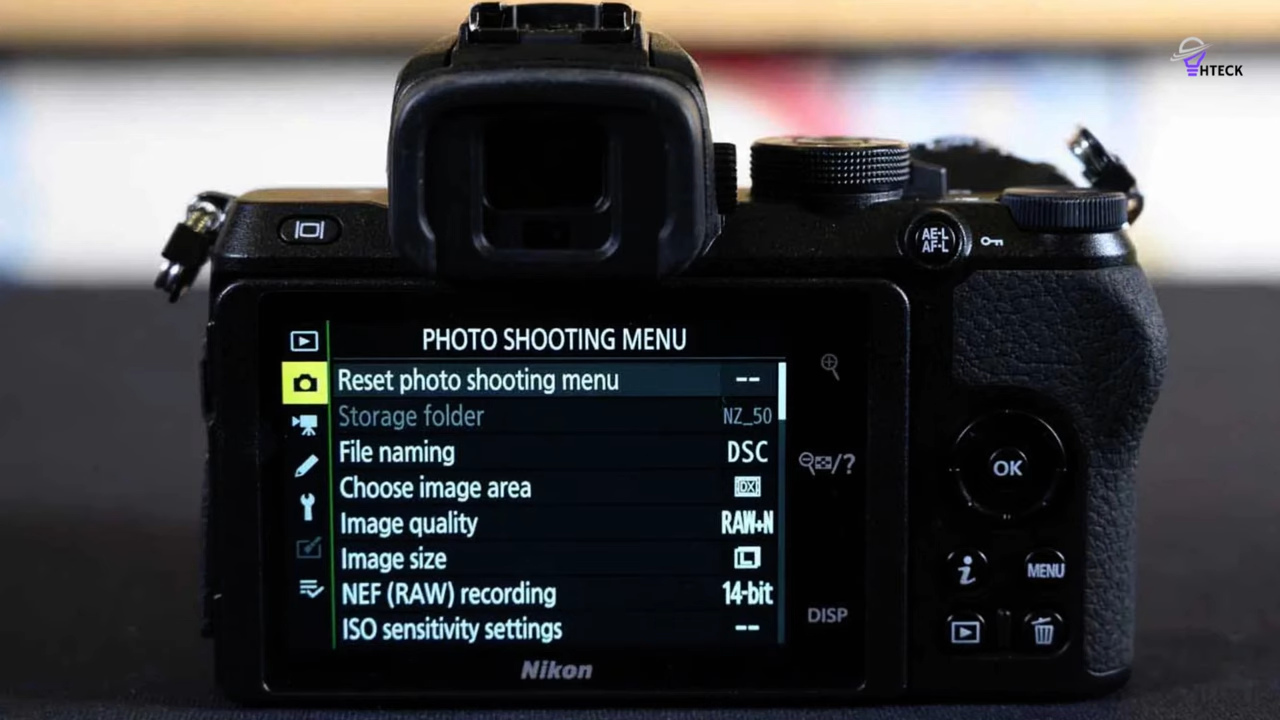 HTECK
AE-L
AF-L
PHOTO SHOOTING MENU
Reset photo shooting menu --
Storage folder NZ_50
File naming DSC
Choose image area DX
Image quality RAW+N
Image size L
NEF (RAW) recording 14-bit
ISO sensitivity settings --
/?
OK
i
MENU
DISP
Nikon